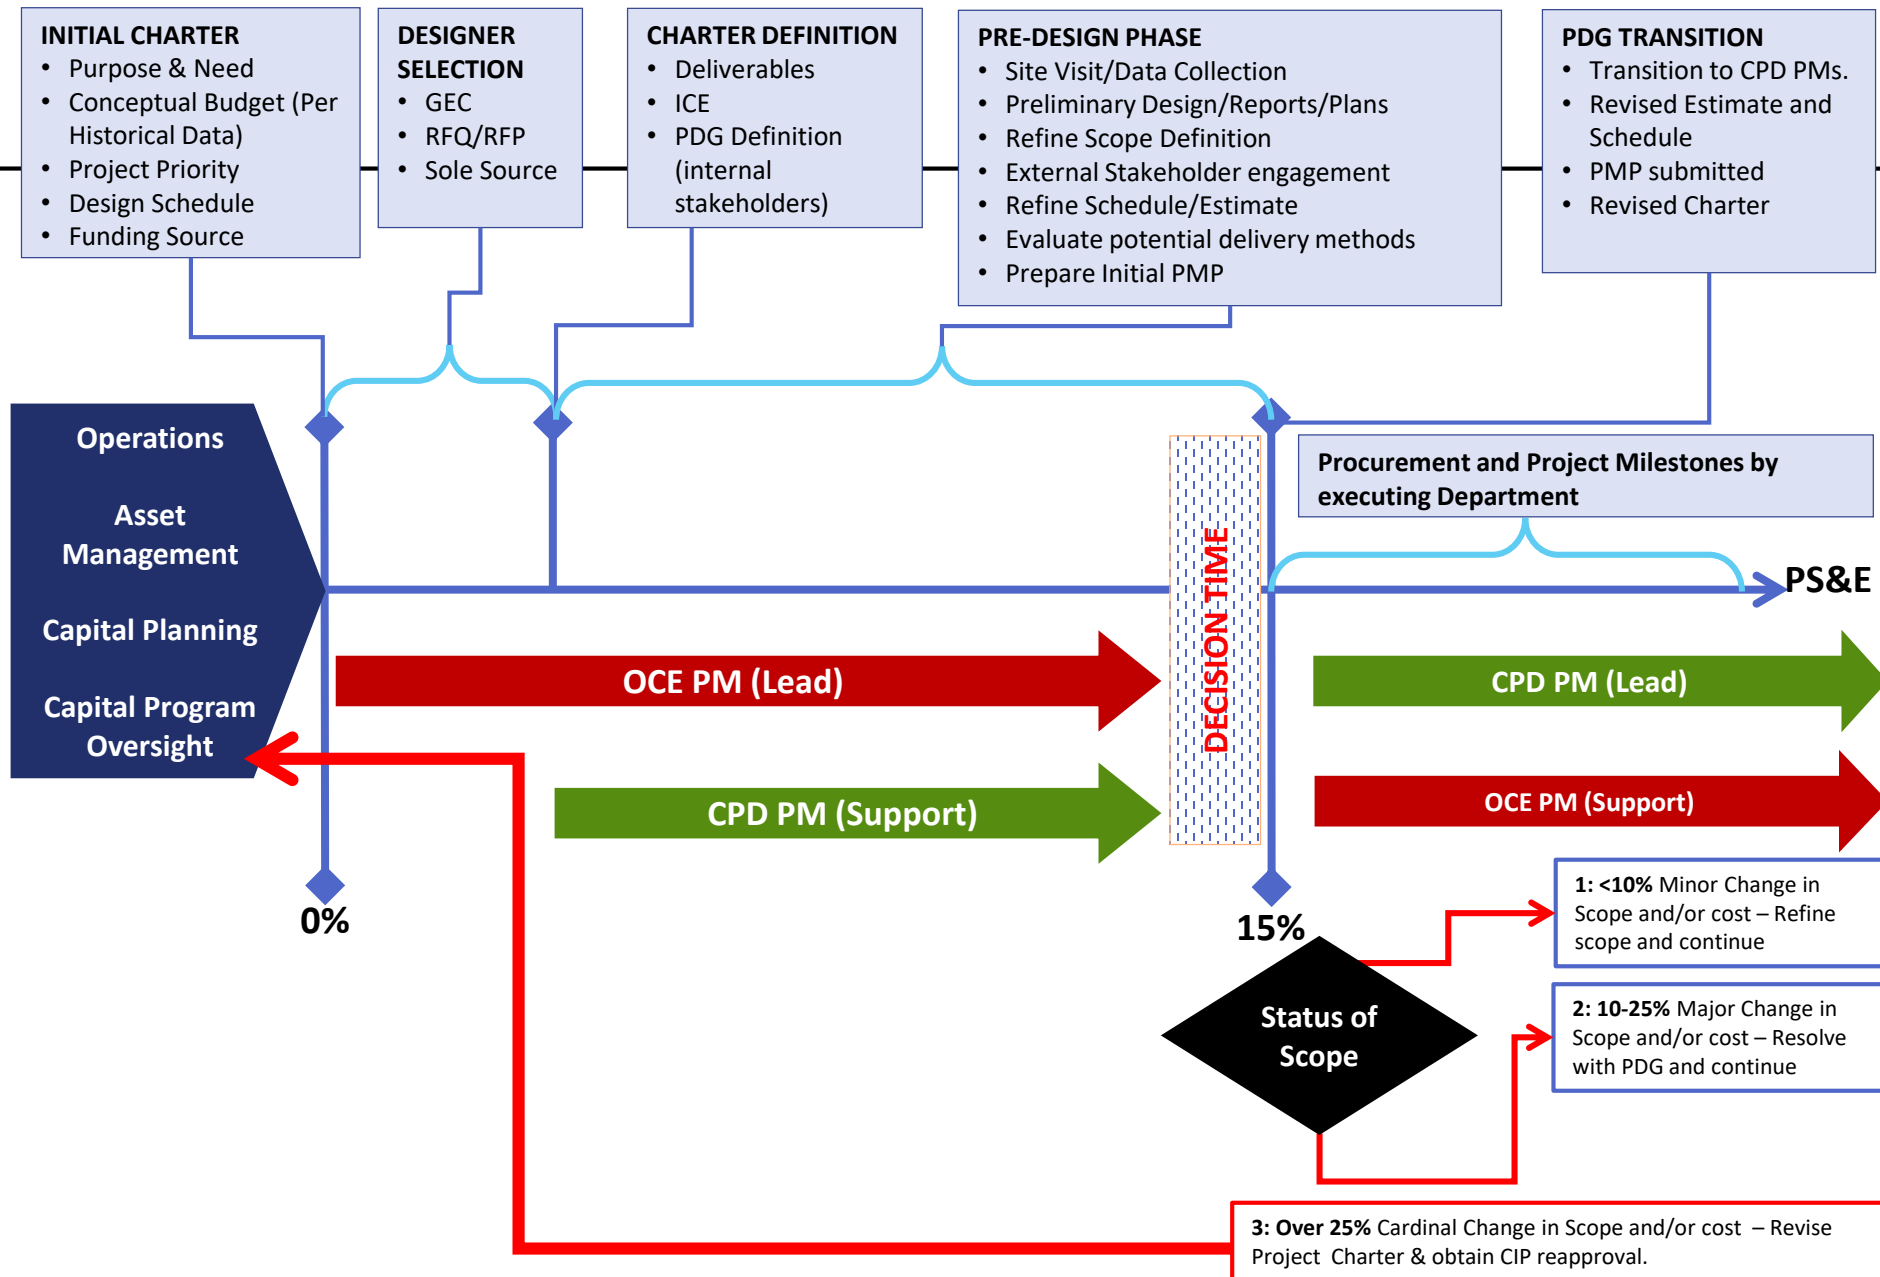 INITIAL CHARTER
• Purpose & Need
• Conceptual Budget (Per
Historical Data)
• Project Priority
• Design Schedule
• Funding Source
DESIGNER
SELECTION
• GEC
• RFQ/RFP
• Sole Source
CHARTER DEFINITION
• Deliverables
• ICE
• PDG Definition
(internal
stakeholders)
PRE-DESIGN PHASE
• Site Visit/Data Collection
• Preliminary Design/Reports/Plans
• Refine Scope Definition
• External Stakeholder engagement
• Refine Schedule/Estimate
• Evaluate potential delivery methods
• Prepare Initial PMP
PDG TRANSITION
• Transition to CPD PMs.
• Revised Estimate and
Schedule
• PMP submitted
• Revised Charter
Operations
Asset
Management
Capital Planning
Capital Program
Oversight
Procurement and Project Milestones by
executing Department
DECISION TIME
PS&E
OCE PM (Lead)
CPD PM (Lead)
CPD PM (Support)
OCE PM (Support)
0%
15%
Status of
Scope
1: <10% Minor Change in
Scope and/or cost – Refine
scope and continue
2: 10-25% Major Change in
Scope and/or cost – Resolve
with PDG and continue
3: Over 25% Cardinal Change in Scope and/or cost – Revise
Project Charter & obtain CIP reapproval.